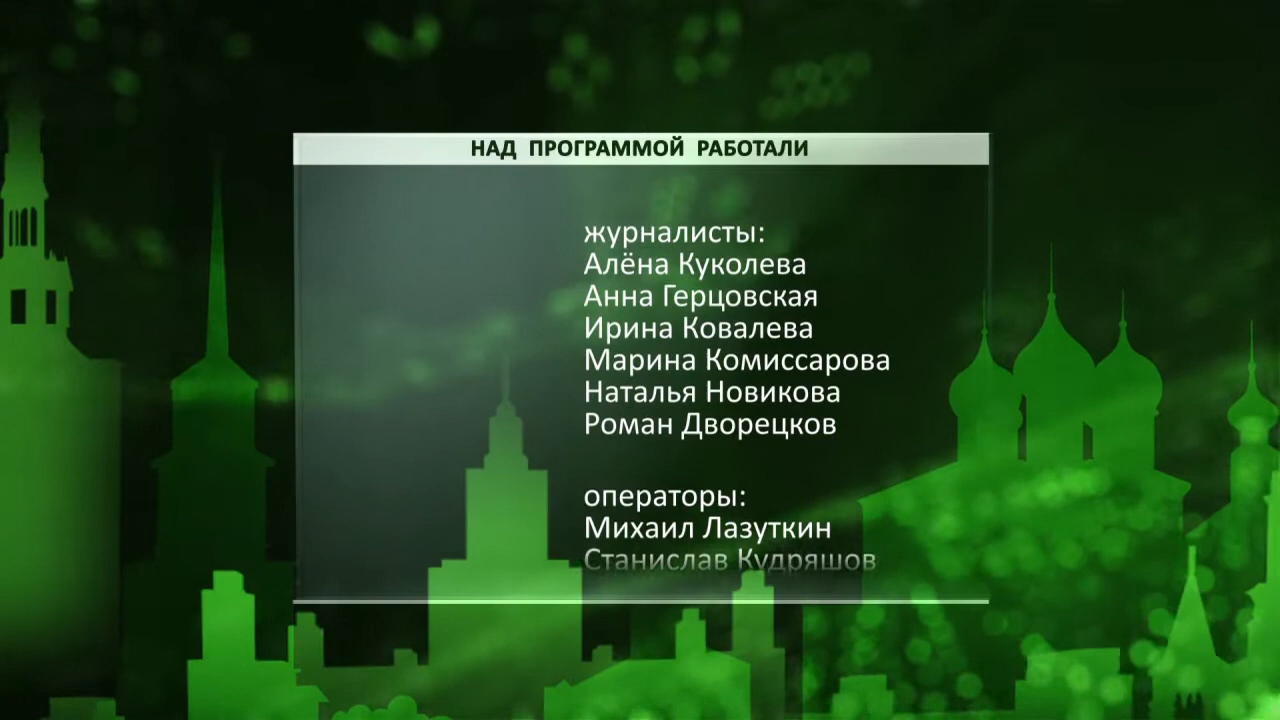 НАД ПРОГРАММОЙ РАБОТАЛИ
журналисты:
Алёна Куколева
Анна Герцовская
Ирина Ковалева
Марина Комиссарова
Наталья Новикова
Роман Дворецков
операторы:
Михаил Лазуткин
Станислав Кудряшов